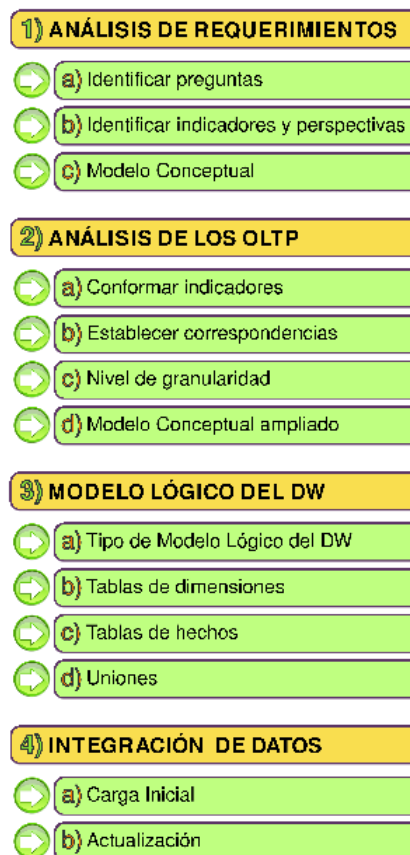 1) ANÁLISIS DE REQUERIMIENTOS
a) Identificar preguntas
b) Identificar indicadores y perspectivas
c) Modelo Conceptual
2) ANÁLISIS DE LOS OLTP
a) Conformar indicadores
b) Establecer correspondencias
c) Nivel de granularidad
d) Modelo Conceptual ampliado
3) MODELO LÓGICO DEL DW
a) Tipo de Modelo Lógico del DW
b) Tablas de dimensiones
c) Tablas de hechos
d) Uniones
4) INTEGRACIÓN DE DATOS
a) Carga Inicial
b) Actualización